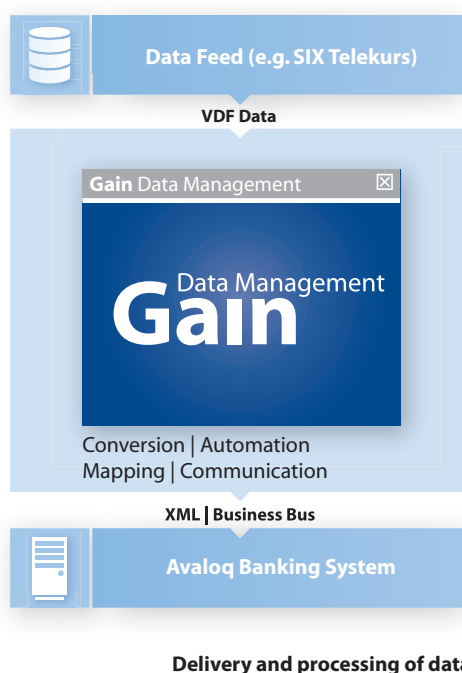 Data Feed (e.g. SIX Telekurs)
VDF Data
Gain Data Management
Data Management
Gain
Conversion | Automation
Mapping | Communication
XML | Business Bus
Avaloq Banking System
Delivery and processing of data